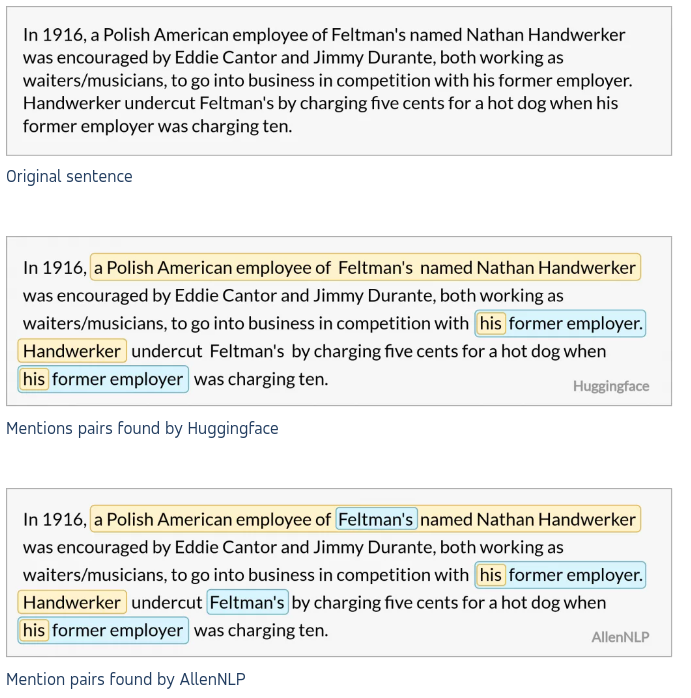 In 1916, a Polish American employee of Feltman's named Nathan Handwerker
was encouraged by Eddie Cantor and Jimmy Durante, both working as
waiters/musicians, to go into business in competition with his former employer.
Handwerker undercut Feltman's by charging five cents for a hot dog when his
former employer was charging ten.
Original sentence
In 1916, a Polish American employee of Feltman's named Nathan Handwerker
was encouraged by Eddie Cantor and Jimmy Durante, both working as
waiters/musicians, to go into business in competition with his former employer.
Handwerker undercut Feltman's by charging five cents for a hot dog when
his former employer was charging ten.
Huggingface
Mentions pairs found by Huggingface
In 1916, a Polish American employee of Feltman's named Nathan Handwerker
was encouraged by Eddie Cantor and Jimmy Durante, both working as
waiters/musicians, to go into business in competition with his former employer.
Handwerker undercut Feltman's by charging five cents for a hot dog when
his former employer was charging ten.
AllenNLP
Mention pairs found by AllenNLP